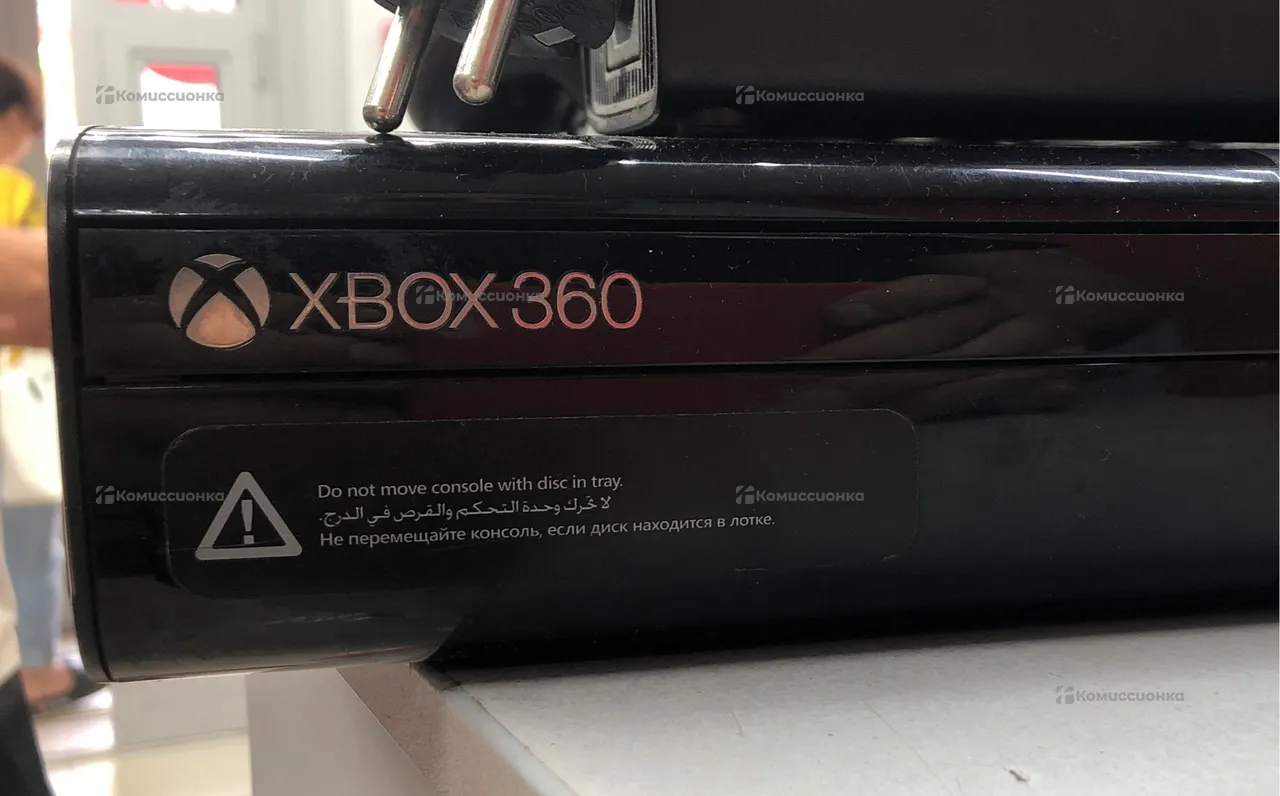 Комиссионка
Комиссионка
XBOX 360
Комиссионка
Комиссионка
Do not move console with disc in tray.
لا تحرك وحدة التحكم والقرص في الدرج.
Не перемещайте консоль, если диск находится в лотке.
Комиссионка
Комиссионка
Комиссионка